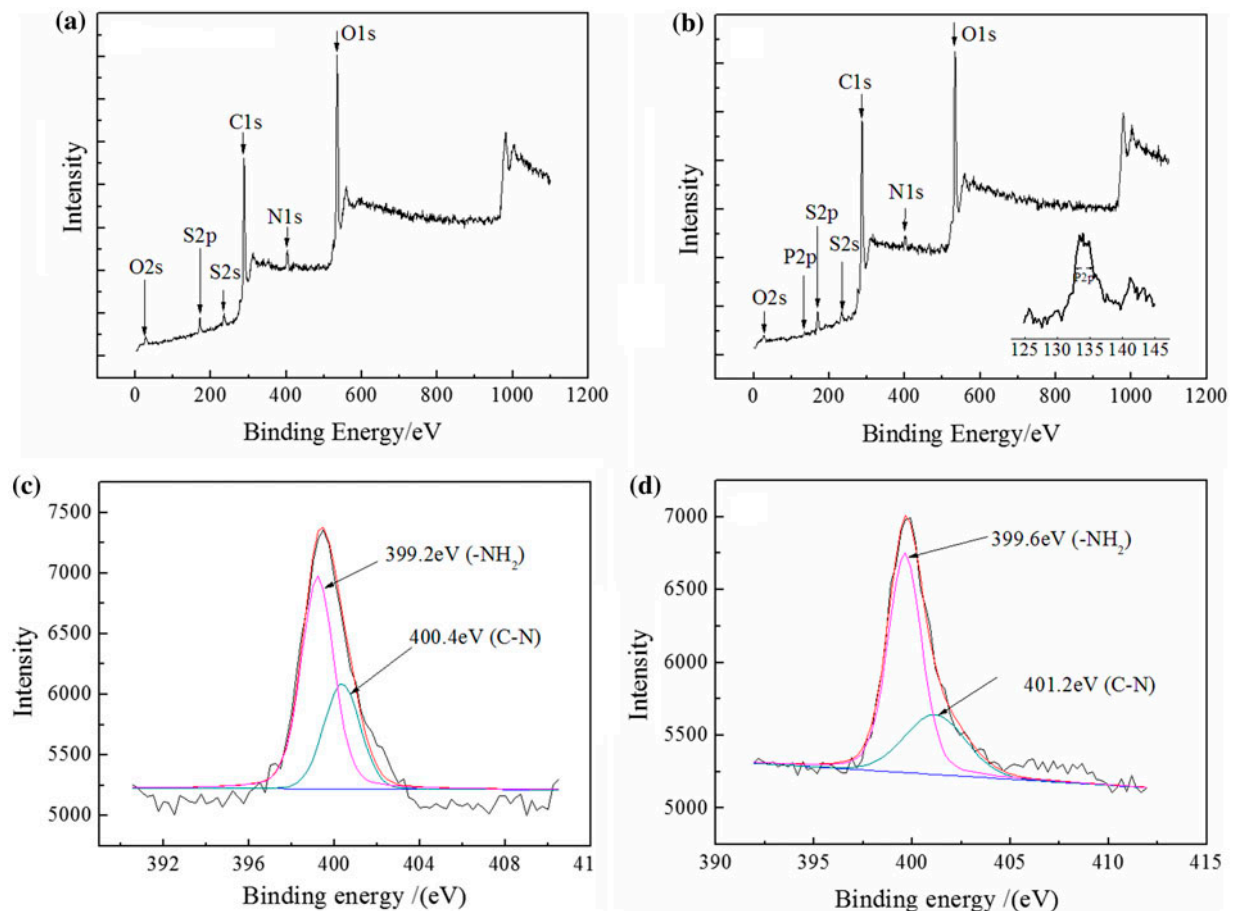 (a)
O1s
C1s
N1s
S2p
S2s
O2s
Intensity
0 200 400 600 800 1000 1200
Binding Energy/eV
(b)
O1s
C1s
N1s
S2p
S2s
P2p
O2s
P2p
125 130 135 140 145
Intensity
0 200 400 600 800 1000 1200
Binding Energy/eV
(c)
7500
7000
6500
6000
5500
5000
399.2eV (-NH₂)
400.4eV (C-N)
Intensity
392 396 400 404 408 41
Binding energy /(eV)
(d)
7000
6500
6000
5500
5000
399.6eV (-NH₂)
401.2eV (C-N)
Intensity
390 395 400 405 410 415
Binding energy /(eV)